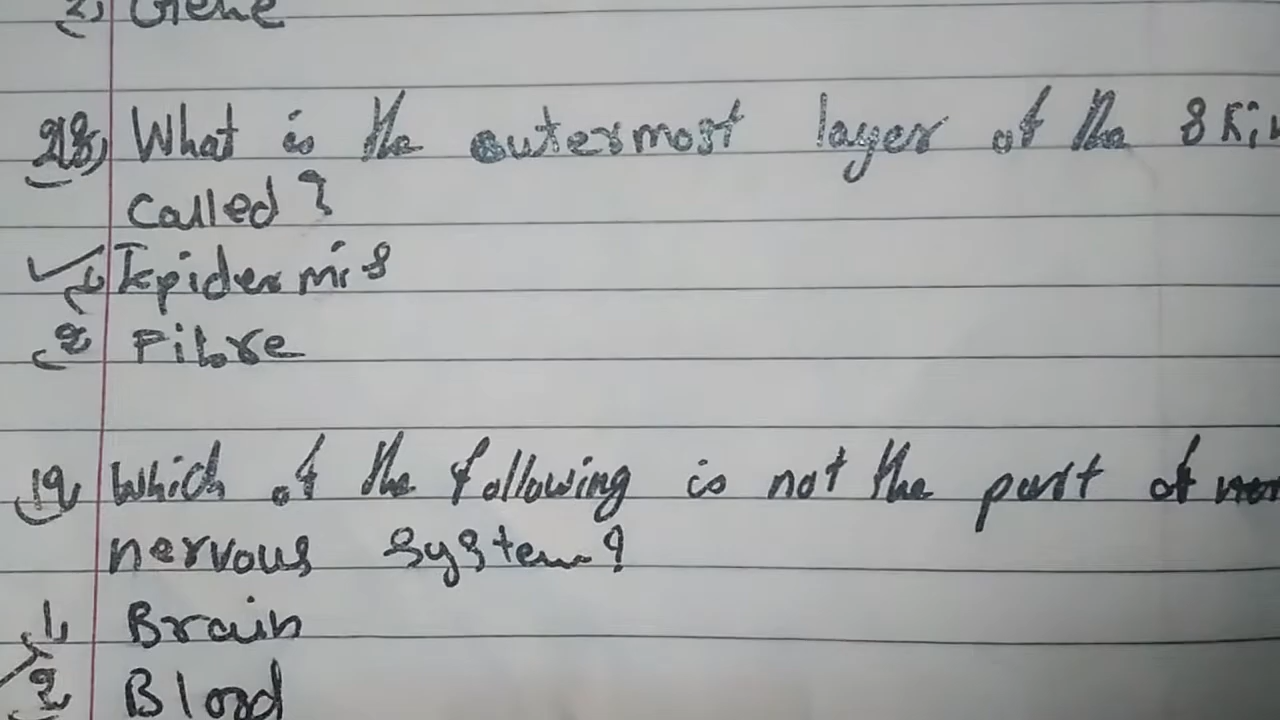 2) Gene
18) What is the outermost layer of the Skin
Called ?
1) Epidermis
2) Fibre
19) Which of the following is not the part of
nervous System?
1) Brain
2) Blood